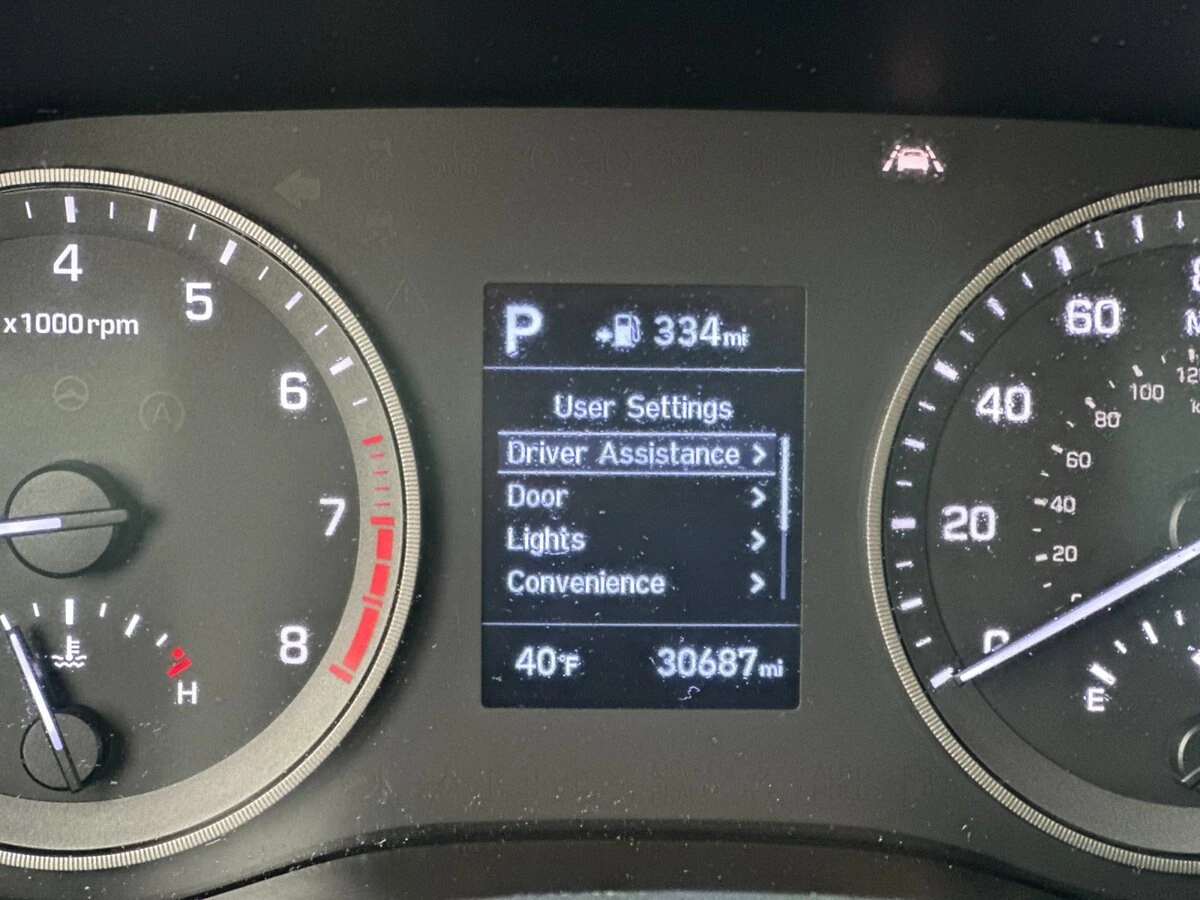 4
5
6
7
8
x1000rpm
A
H
P 334mi
User Settings
Driver Assistance >
Door >
Lights >
Convenience >
40°F 30687mi
60
40
20
0
120
100
80
60
40
20
E